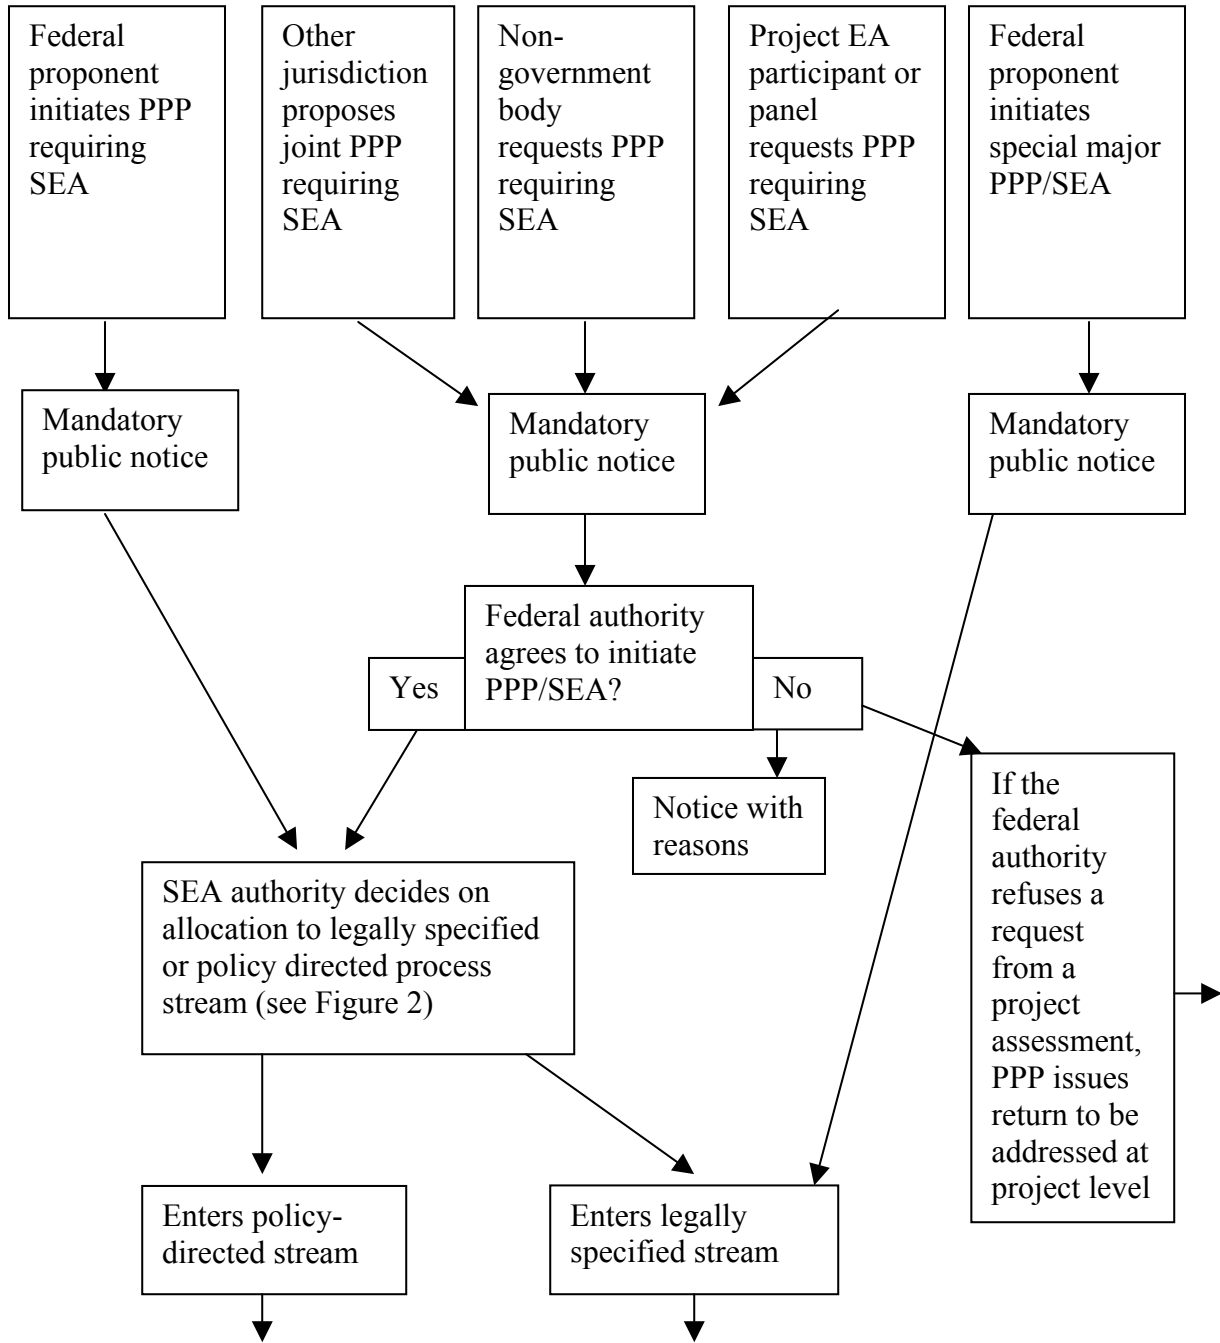 Federal
proponent
initiates PPP
requiring
SEA
Other
jurisdiction
proposes
joint PPP
requiring
SEA
Non-
government
body
requests PPP
requiring
SEA
Project EA
participant or
panel
requests PPP
requiring
SEA
Federal
proponent
initiates
special major
PPP/SEA
Mandatory
public notice
Mandatory
public notice
Mandatory
public notice
Federal authority
agrees to initiate
PPP/SEA?
Yes
No
Notice with
reasons
If the
federal
authority
refuses a
request
from a
project
assessment,
PPP issues
return to be
addressed at
project level
SEA authority decides on
allocation to legally specified
or policy directed process
stream (see Figure 2)
Enters policy-
directed stream
Enters legally
specified stream